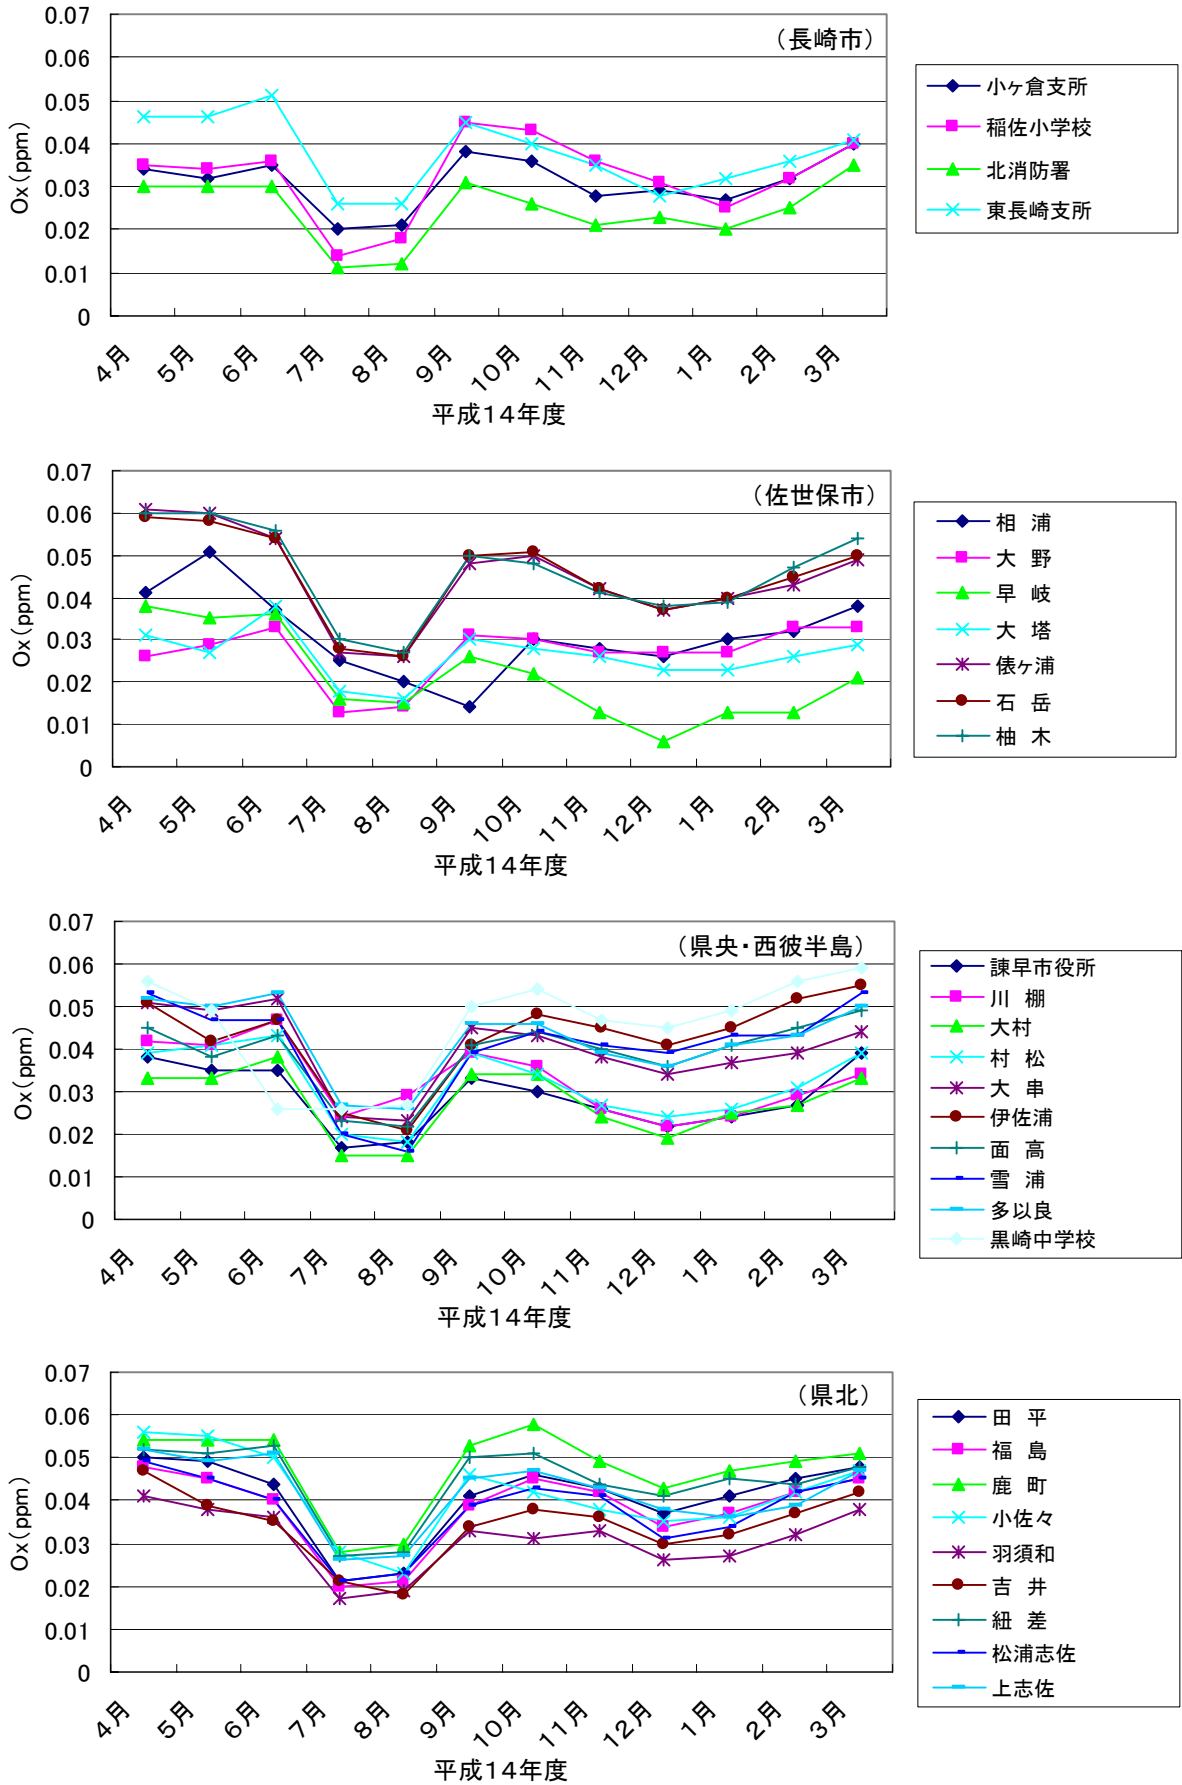 (長崎市)
0.07
0.06
0.05
0.04
0.03
0.02
0.01
0
Ox(ppm)
4月
5月
6月
7月
8月
9月
10月
11月
12月
1月
2月
3月
平成14年度
小ヶ倉支所
稲佐小学校
北消防署
東長崎支所
(佐世保市)
0.07
0.06
0.05
0.04
0.03
0.02
0.01
0
Ox(ppm)
4月
5月
6月
7月
8月
9月
10月
11月
12月
1月
2月
3月
平成14年度
相 浦
大 野
早 岐
大 塔
俵ヶ浦
石 岳
柚 木
(県央・西彼半島)
0.07
0.06
0.05
0.04
0.03
0.02
0.01
0
Ox(ppm)
4月
5月
6月
7月
8月
9月
10月
11月
12月
1月
2月
3月
平成14年度
諫早市役所
川 棚
大村
村 松
大 串
伊佐浦
面 高
雪 浦
多以良
黒崎中学校
(県北)
0.07
0.06
0.05
0.04
0.03
0.02
0.01
0
Ox(ppm)
4月
5月
6月
7月
8月
9月
10月
11月
12月
1月
2月
3月
平成14年度
田 平
福 島
鹿 町
小佐々
羽須和
吉 井
紐 差
松浦志佐
上志佐